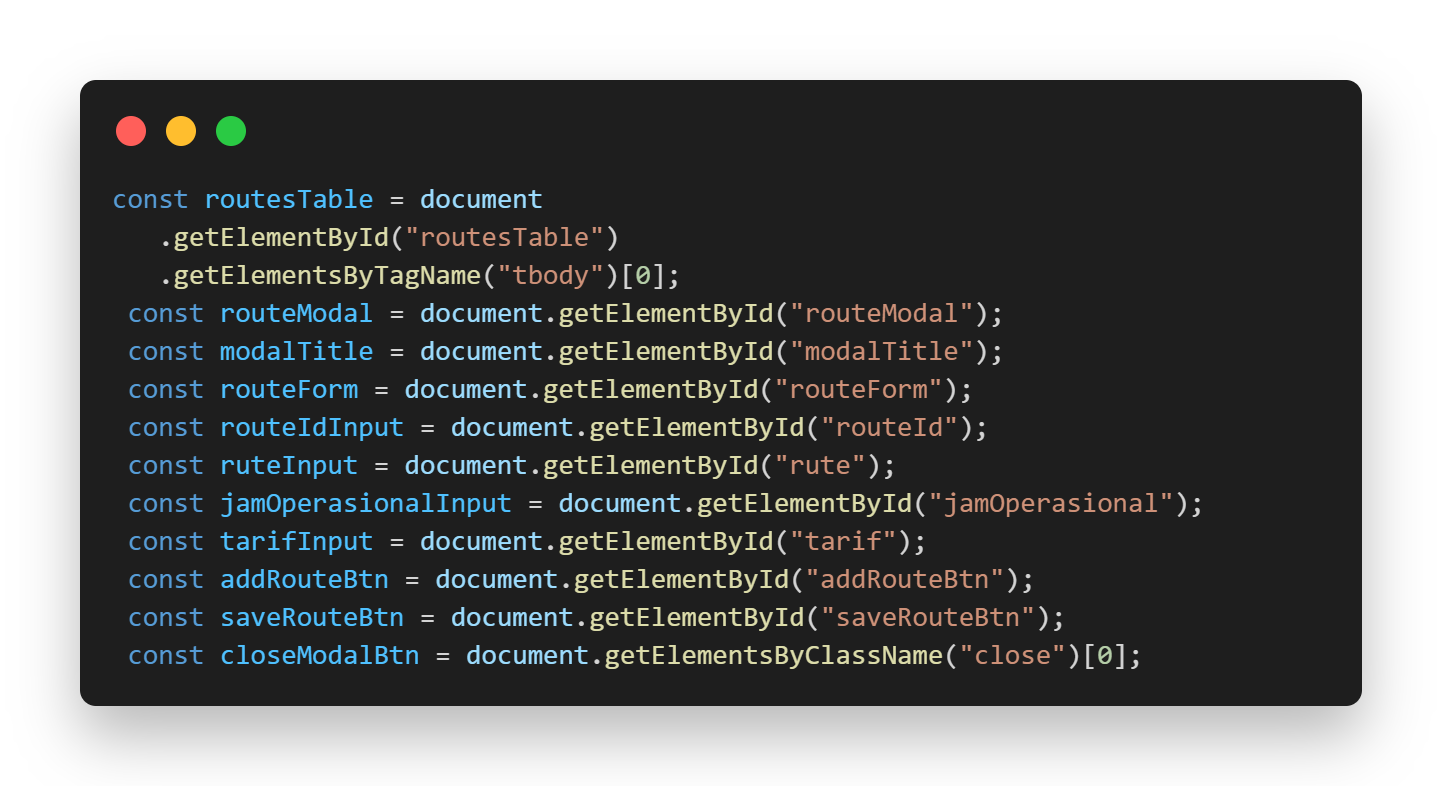 const routesTable = document
   .getElementById("routesTable")
   .getElementsByTagName("tbody")[0];
 const routeModal = document.getElementById("routeModal");
 const modalTitle = document.getElementById("modalTitle");
 const routeForm = document.getElementById("routeForm");
 const routeIdInput = document.getElementById("routeId");
 const ruteInput = document.getElementById("rute");
 const jamOperasionalInput = document.getElementById("jamOperasional");
 const tarifInput = document.getElementById("tarif");
 const addRouteBtn = document.getElementById("addRouteBtn");
 const saveRouteBtn = document.getElementById("saveRouteBtn");
 const closeModalBtn = document.getElementsByClassName("close")[0];